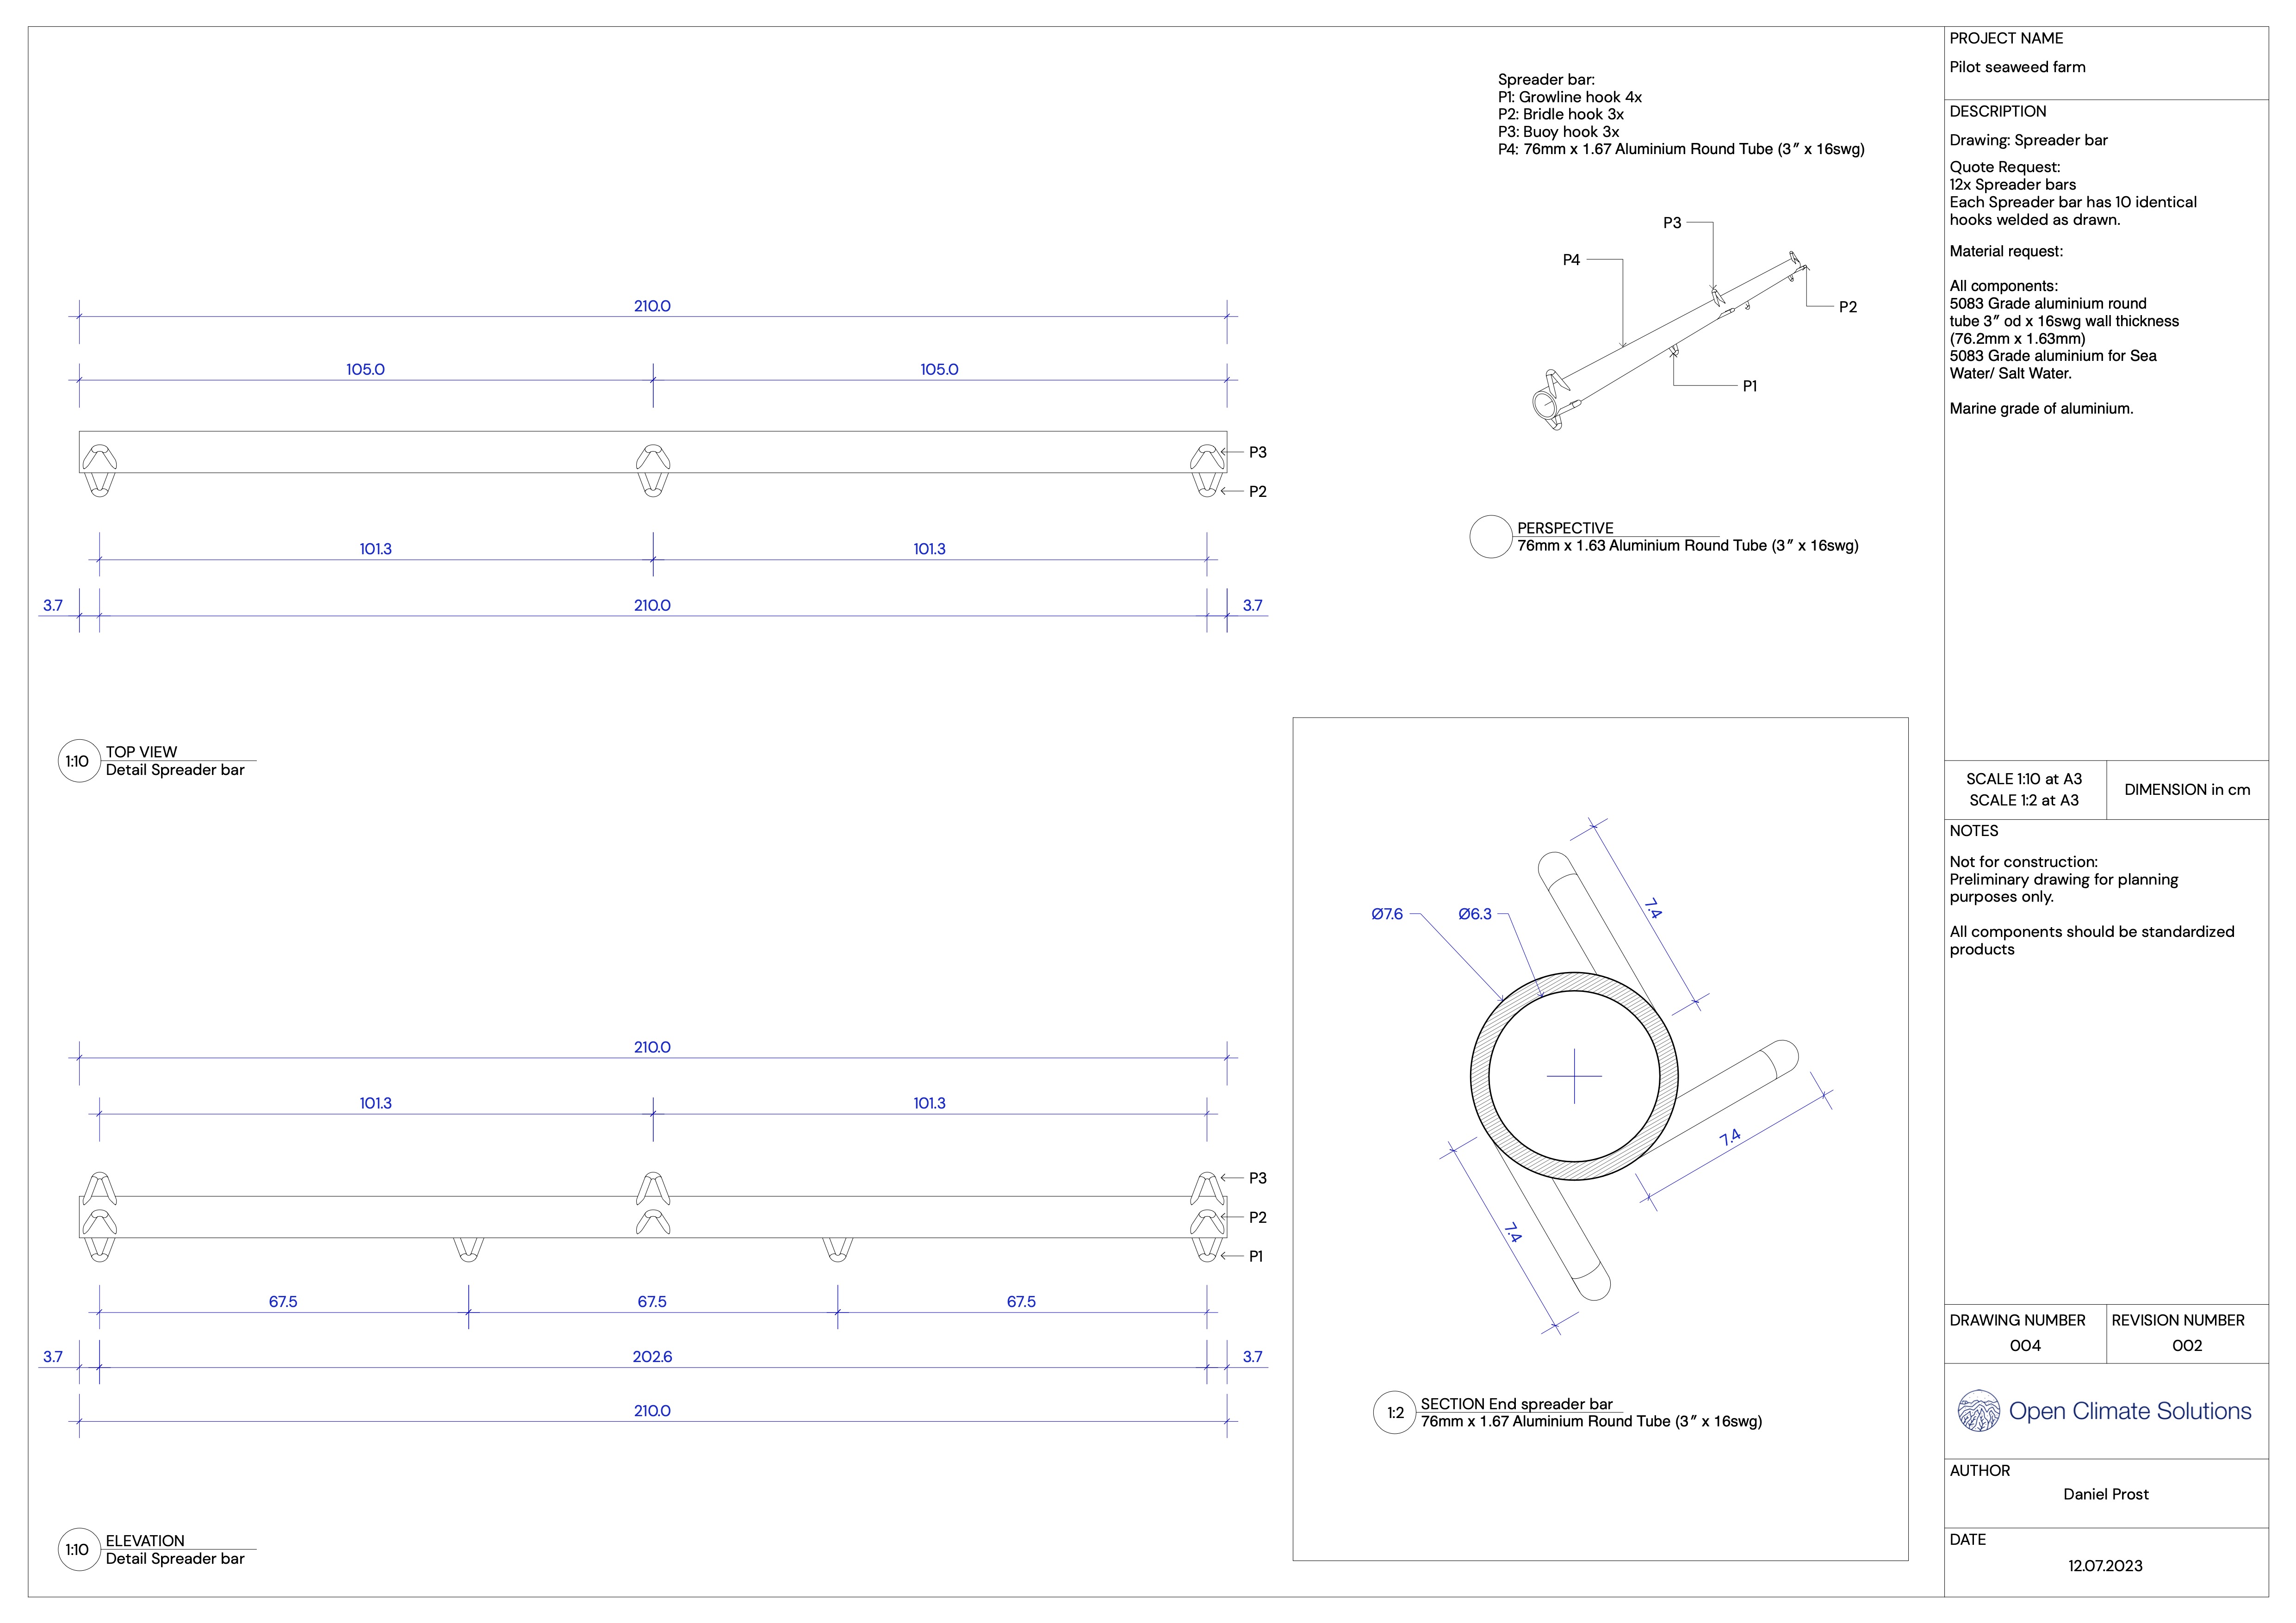 Spreader bar:
P1: Growline hook 4x
P2: Bridle hook 3x
P3: Buoy hook 3x
P4: 76mm x 1.67 Aluminium Round Tube (3" x 16swg)
P3
P4
P2
P1
PERSPECTIVE
76mm x 1.63 Aluminium Round Tube (3" x 16swg)
210.0
105.0
105.0
P3
P2
101.3
101.3
3.7
210.0
3.7
1:10
TOP VIEW
Detail Spreader bar
210.0
101.3
101.3
P3
P2
P1
67.5
67.5
67.5
3.7
202.6
3.7
210.0
1:10
ELEVATION
Detail Spreader bar
7.4
Ø7.6
Ø6.3
7.4
7.4
1:2
SECTION End spreader bar
76mm x 1.67 Aluminium Round Tube (3" x 16swg)
PROJECT NAME
Pilot seaweed farm
DESCRIPTION
Drawing: Spreader bar
Quote Request:
12x Spreader bars
Each Spreader bar has 10 identical
hooks welded as drawn.
Material request:
All components:
5083 Grade aluminium round
tube 3" od x 16swg wall thickness
(76.2mm x 1.63mm)
5083 Grade aluminium for Sea
Water/ Salt Water.
Marine grade of aluminium.
SCALE 1:10 at A3
SCALE 1:2 at A3
DIMENSION in cm
NOTES
Not for construction:
Preliminary drawing for planning
purposes only.
All components should be standardized
products
DRAWING NUMBER
004
REVISION NUMBER
002
Open Climate Solutions
AUTHOR
Daniel Prost
DATE
12.07.2023